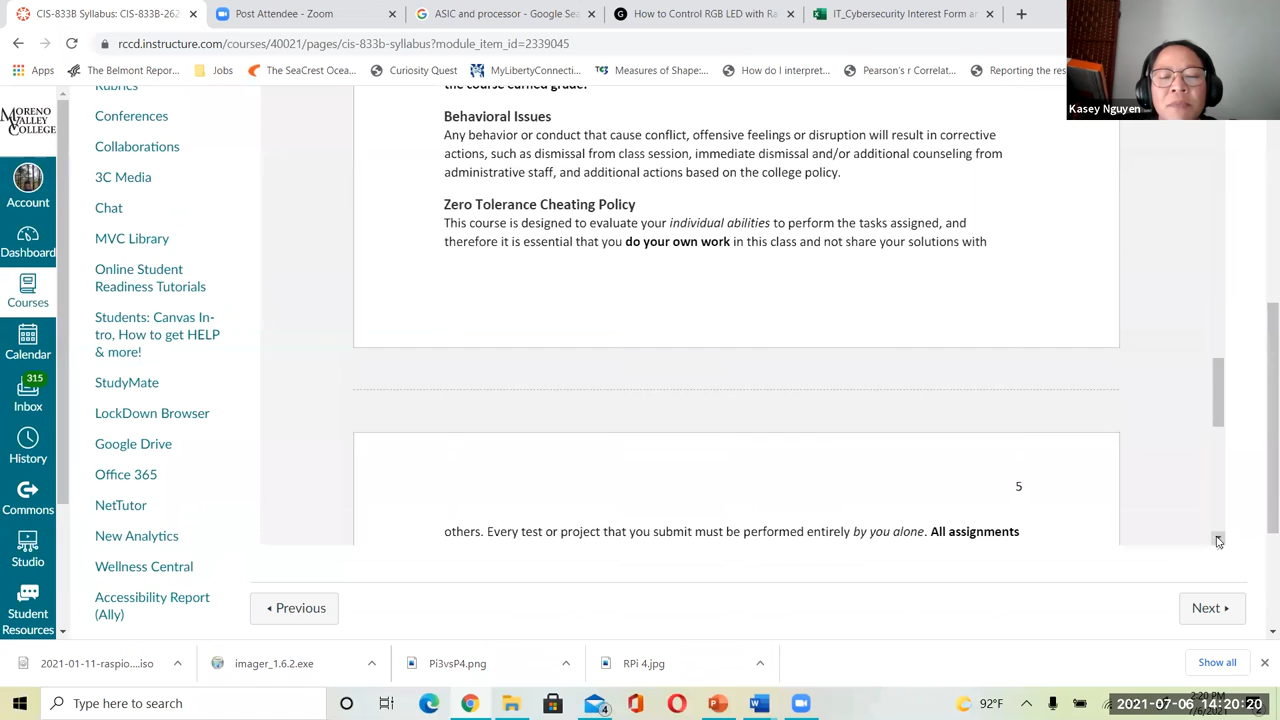 CIS-833B Syllabus: CIS-833B-262
Post Attendee - Zoom
ASIC and processor - Google Sea
How to Control RGB LED with Ra
IT_Cybersecurity Interest Form an
rccd.instructure.com/courses/40021/pages/cis-833b-syllabus?module_item_id=2339045
Apps
The Belmont Repor...
Jobs
The SeaCrest Ocea...
Curiosity Quest
MyLibertyConnecti...
Measures of Shape:...
How do I interpret...
Pearson's r Correlat...
Reporting the res
Kasey Nguyen
MORENO
VALLEY
COLLEGE
Account
Dashboard
Courses
Calendar
315
Inbox
History
Commons
Studio
Student
Resources
Rubrics
Conferences
Collaborations
3C Media
Chat
MVC Library
Online Student
Readiness Tutorials
Students: Canvas In-
tro, How to get HELP
& more!
StudyMate
LockDown Browser
Google Drive
Office 365
NetTutor
New Analytics
Wellness Central
Accessibility Report
(Ally)
the course earned grade.
Behavioral Issues
Any behavior or conduct that cause conflict, offensive feelings or disruption will result in corrective
actions, such as dismissal from class session, immediate dismissal and/or additional counseling from
administrative staff, and additional actions based on the college policy.
Zero Tolerance Cheating Policy
This course is designed to evaluate your individual abilities to perform the tasks assigned, and
therefore it is essential that you do your own work in this class and not share your solutions with
5
others. Every test or project that you submit must be performed entirely by you alone. All assignments
Previous
Next
2021-01-11-raspio....iso
imager_1.6.2.exe
Pi3vsP4.png
RPi 4.jpg
Show all
Type here to search
4
92°F
2:20 PM
7/6/2021
2021-07-06 14:20:20